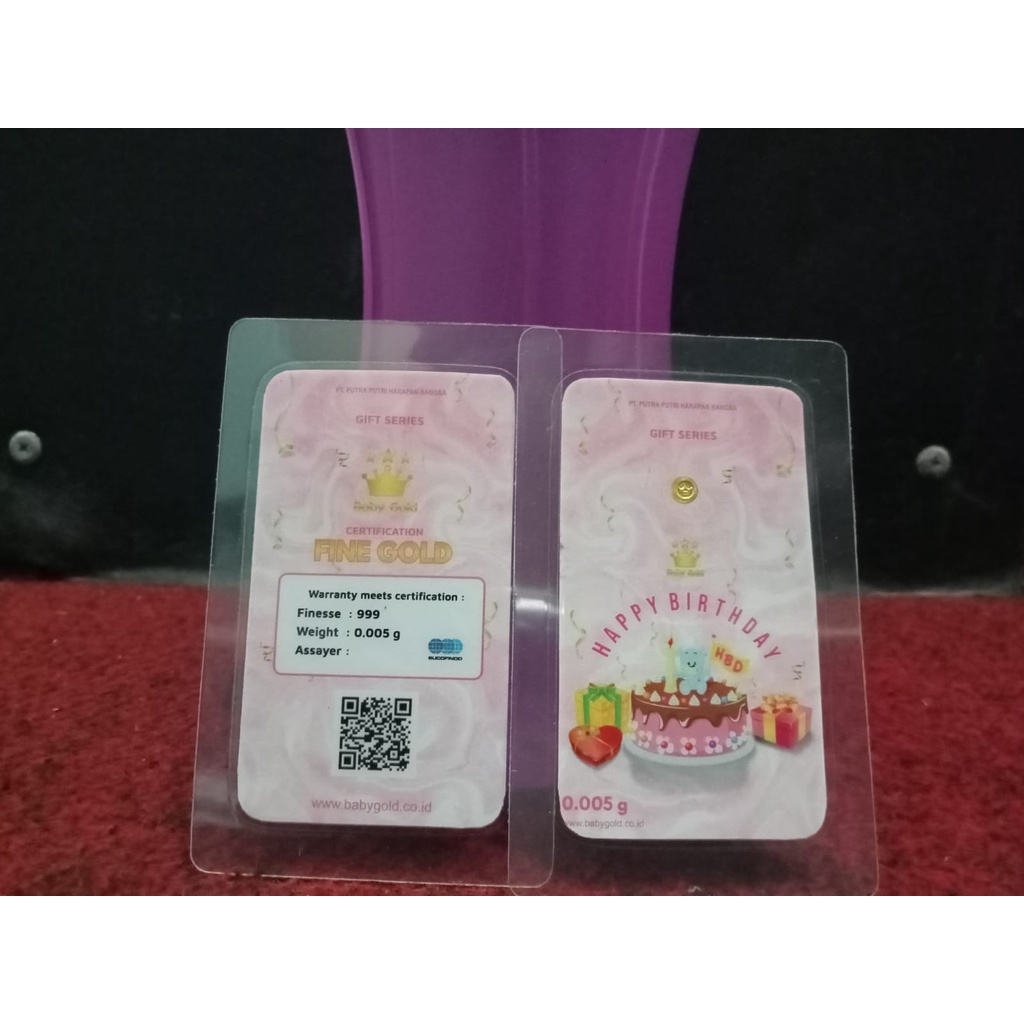 PT. PUTRA PUTRI HARAPAN BANGSA
GIFT SERIES
Baby Gold
CERTIFICATION
FINE GOLD
Warranty meets certification :
Finesse : 999
Weight : 0.005 g
Assayer :
SUCOFINDO
www.babygold.co.id
PT. PUTRA PUTRI HARAPAN BANGSA
GIFT SERIES
Baby Gold
HAPPY BIRTHDAY
HBD
0.005 g
www.babygold.co.id